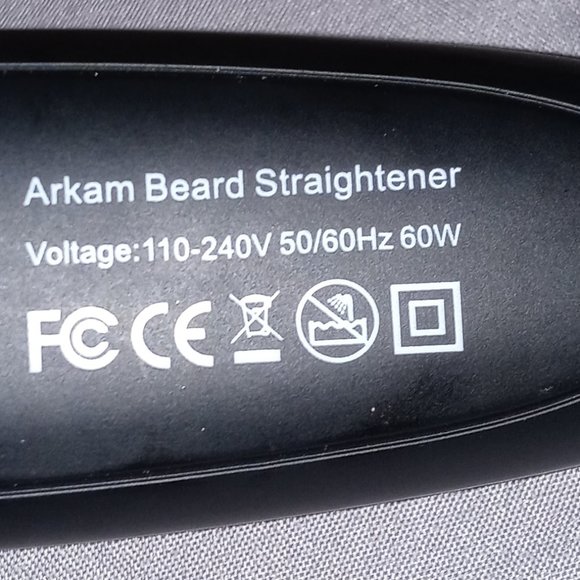 Arkam Beard Straightener
Voltage:110-240V 50/60Hz 60W
FC CE